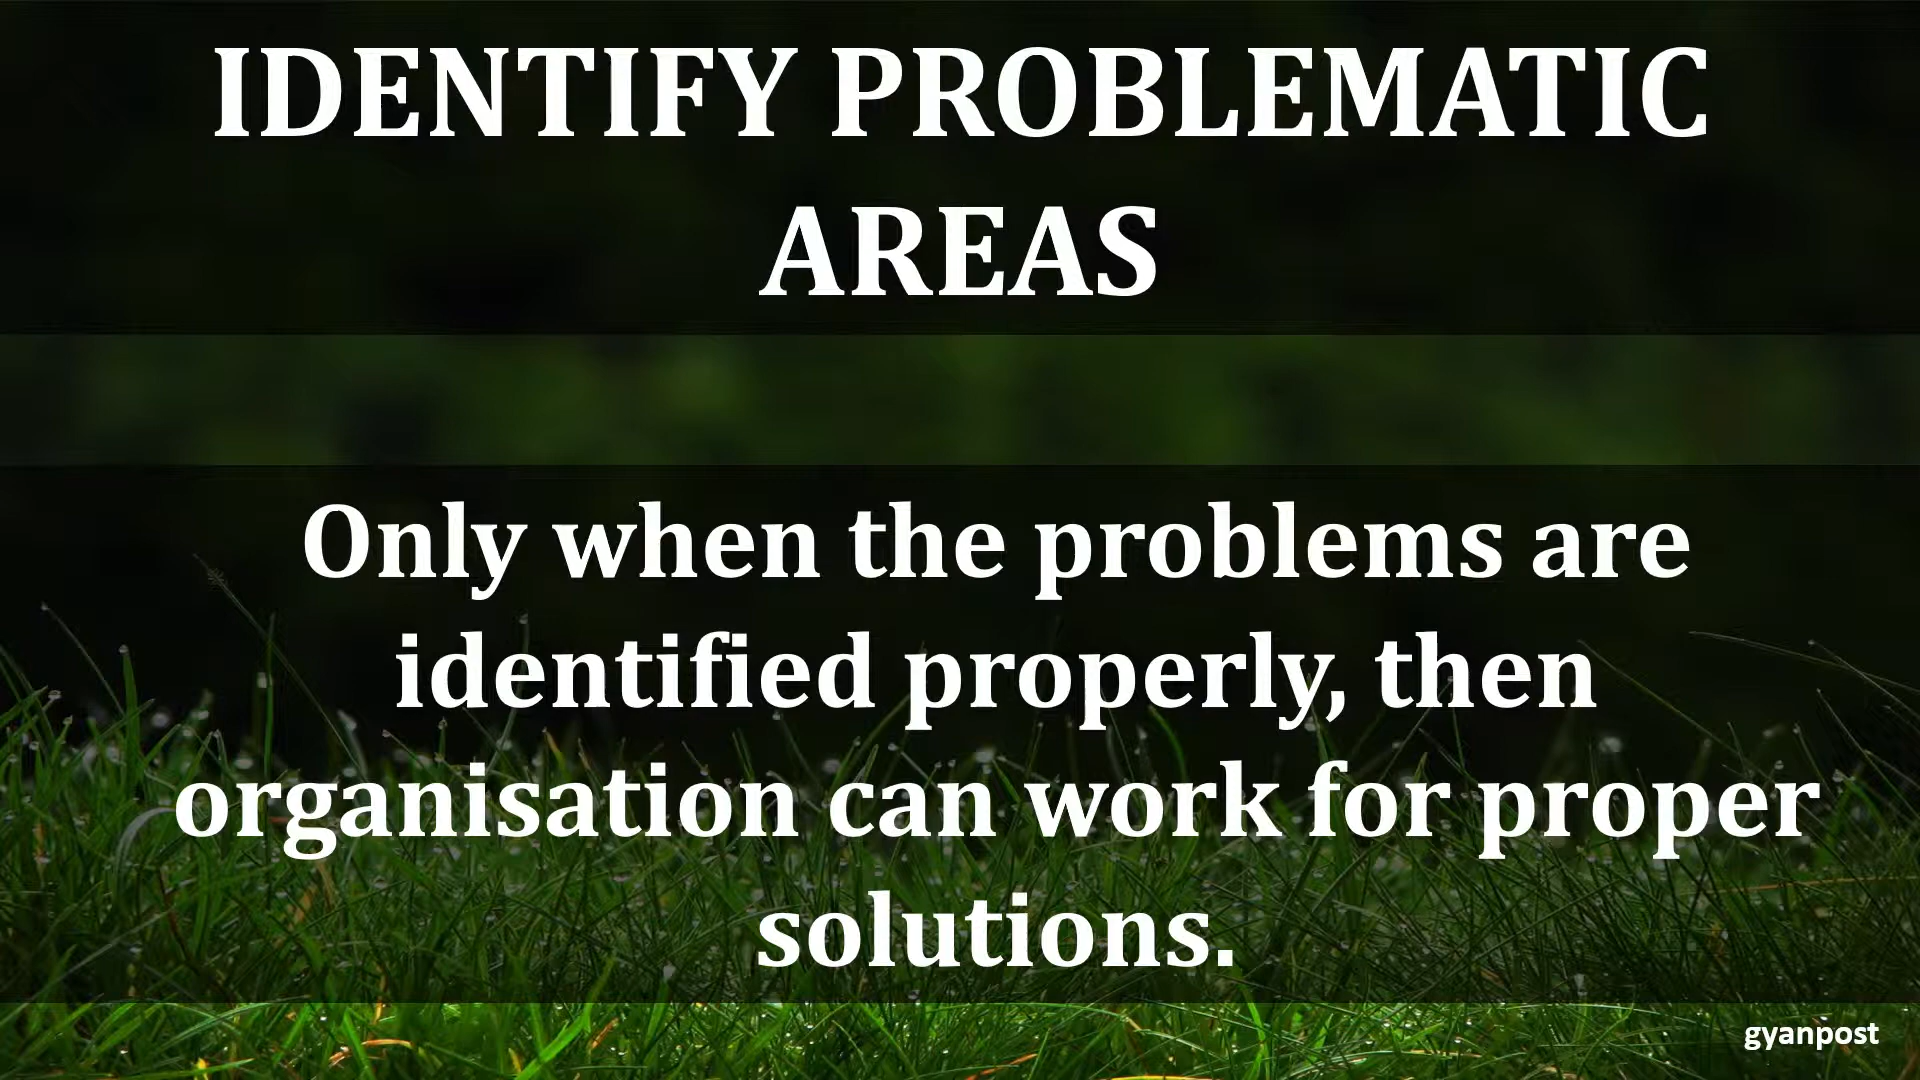 IDENTIFY PROBLEMATIC
AREAS
Only when the problems are
identified properly, then
organisation can work for proper
solutions.
gyanpost